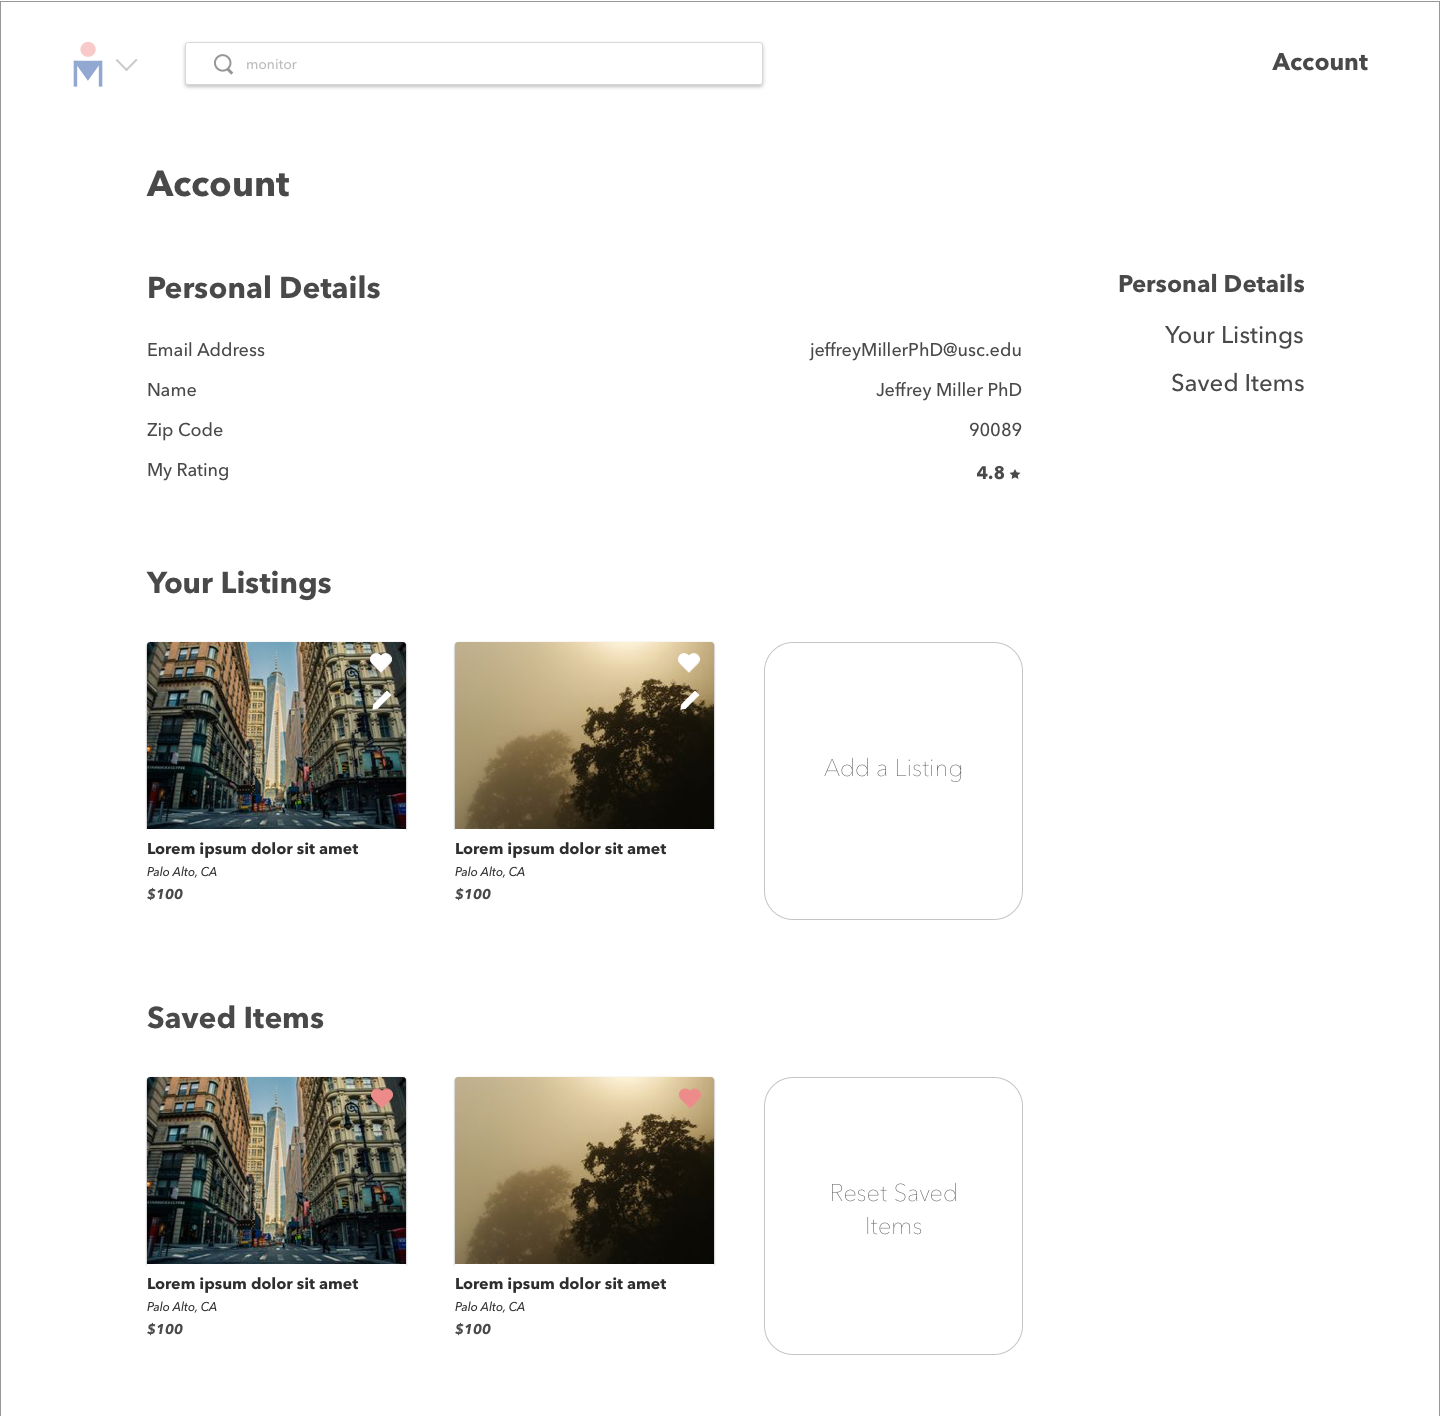 monitor
Account
Account
Personal Details
Email Address jeffreyMillerPhD@usc.edu
Name Jeffrey Miller PhD
Zip Code 90089
My Rating 4.8 ★
Personal Details
Your Listings
Saved Items
Your Listings
Lorem ipsum dolor sit amet
Palo Alto, CA
$100
Lorem ipsum dolor sit amet
Palo Alto, CA
$100
Add a Listing
Saved Items
Lorem ipsum dolor sit amet
Palo Alto, CA
$100
Lorem ipsum dolor sit amet
Palo Alto, CA
$100
Reset Saved
Items